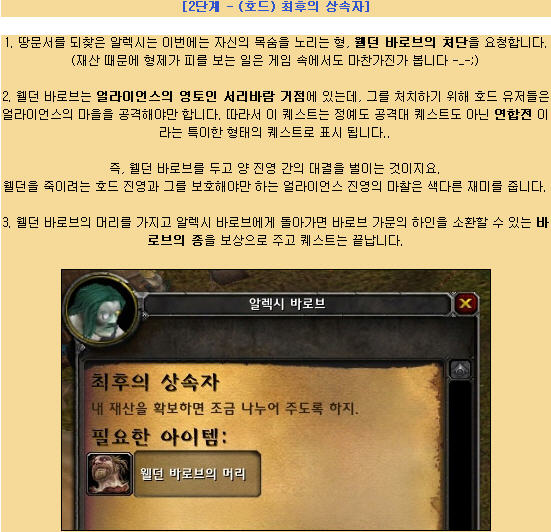 [2단계 - (호드) 최후의 상속자]
1. 땅문서를 되찾은 알렉시는 이번에는 자신의 목숨을 노리는 형, 웰던 바로브의 처단을 요청합니다.
(재산 때문에 형제가 피를 보는 일은 게임 속에서도 마찬가진가 봅니다 -_-;)
2. 웰던 바로브는 얼라이언스의 영토인 서리바람 거점에 있는데, 그를 처치하기 위해 호드 유저들은
얼라이언스의 마을을 공격해야만 합니다. 따라서 이 퀘스트는 정예도 공격대 퀘스트도 아닌 연합전 이
라는 특이한 형태의 퀘스트로 표시 됩니다..
즉, 웰던 바로브를 두고 양 진영 간의 대결을 벌이는 것이지요.
웰던을 죽이려는 호드 진영과 그를 보호해야만 하는 얼라이언스 진영의 마찰은 색다른 재미를 줍니다.
3. 웰던 바로브의 머리를 가지고 알렉시 바로브에게 돌아가면 바로브 가문의 하인을 소환할 수 있는 바
로브의 종을 보상으로 주고 퀘스트는 끝납니다.
알렉시 바로브
최후의 상속자
내 재산을 확보하면 조금 나누어 주도록 하지.
필요한 아이템:
웰던 바로브의 머리